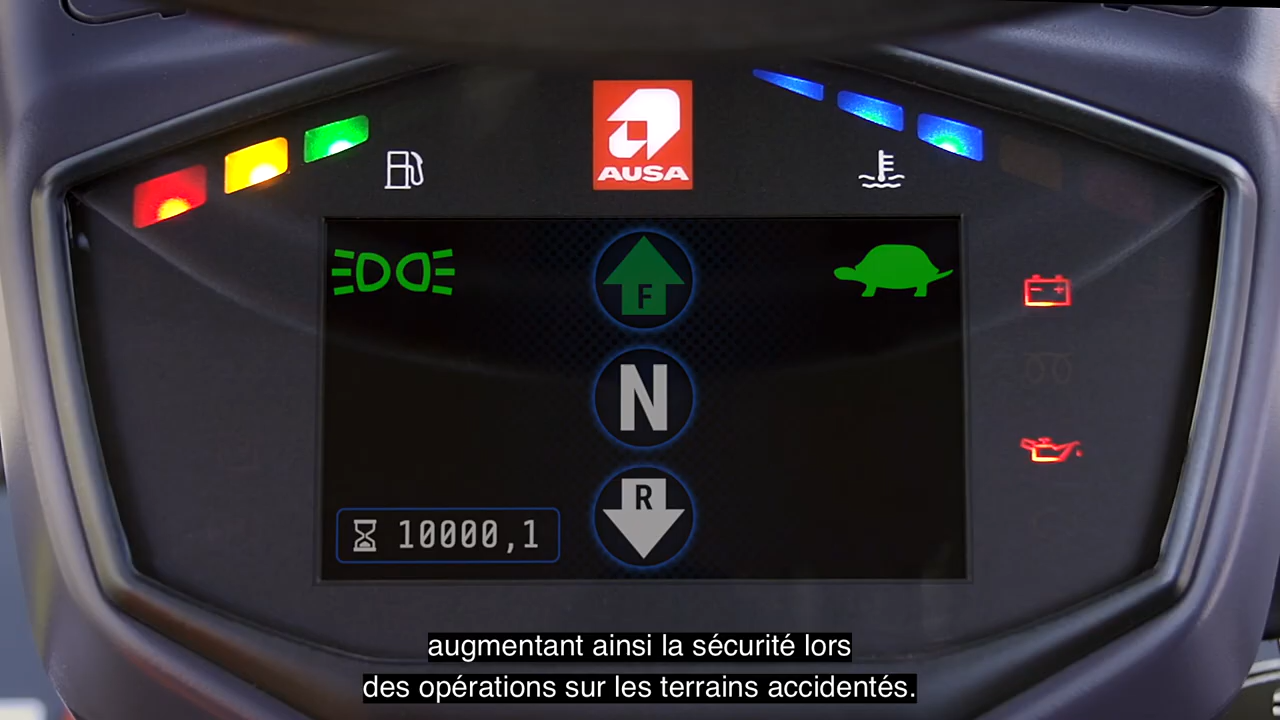 AUSA
F
N
R
10000,1
augmentant ainsi la sécurité lors
des opérations sur les terrains accidentés.